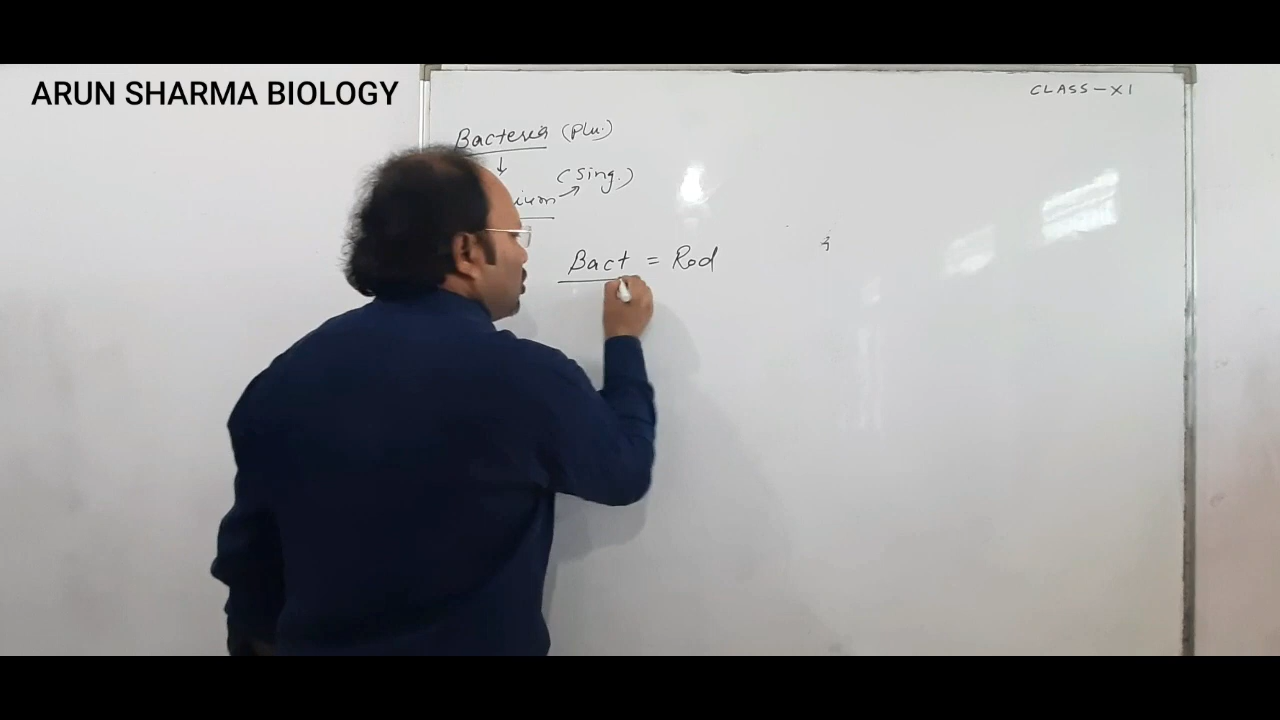 ARUN SHARMA BIOLOGY
CLASS-XI
Bacteria (Plu.)
(Sing.)
Bact = Rod